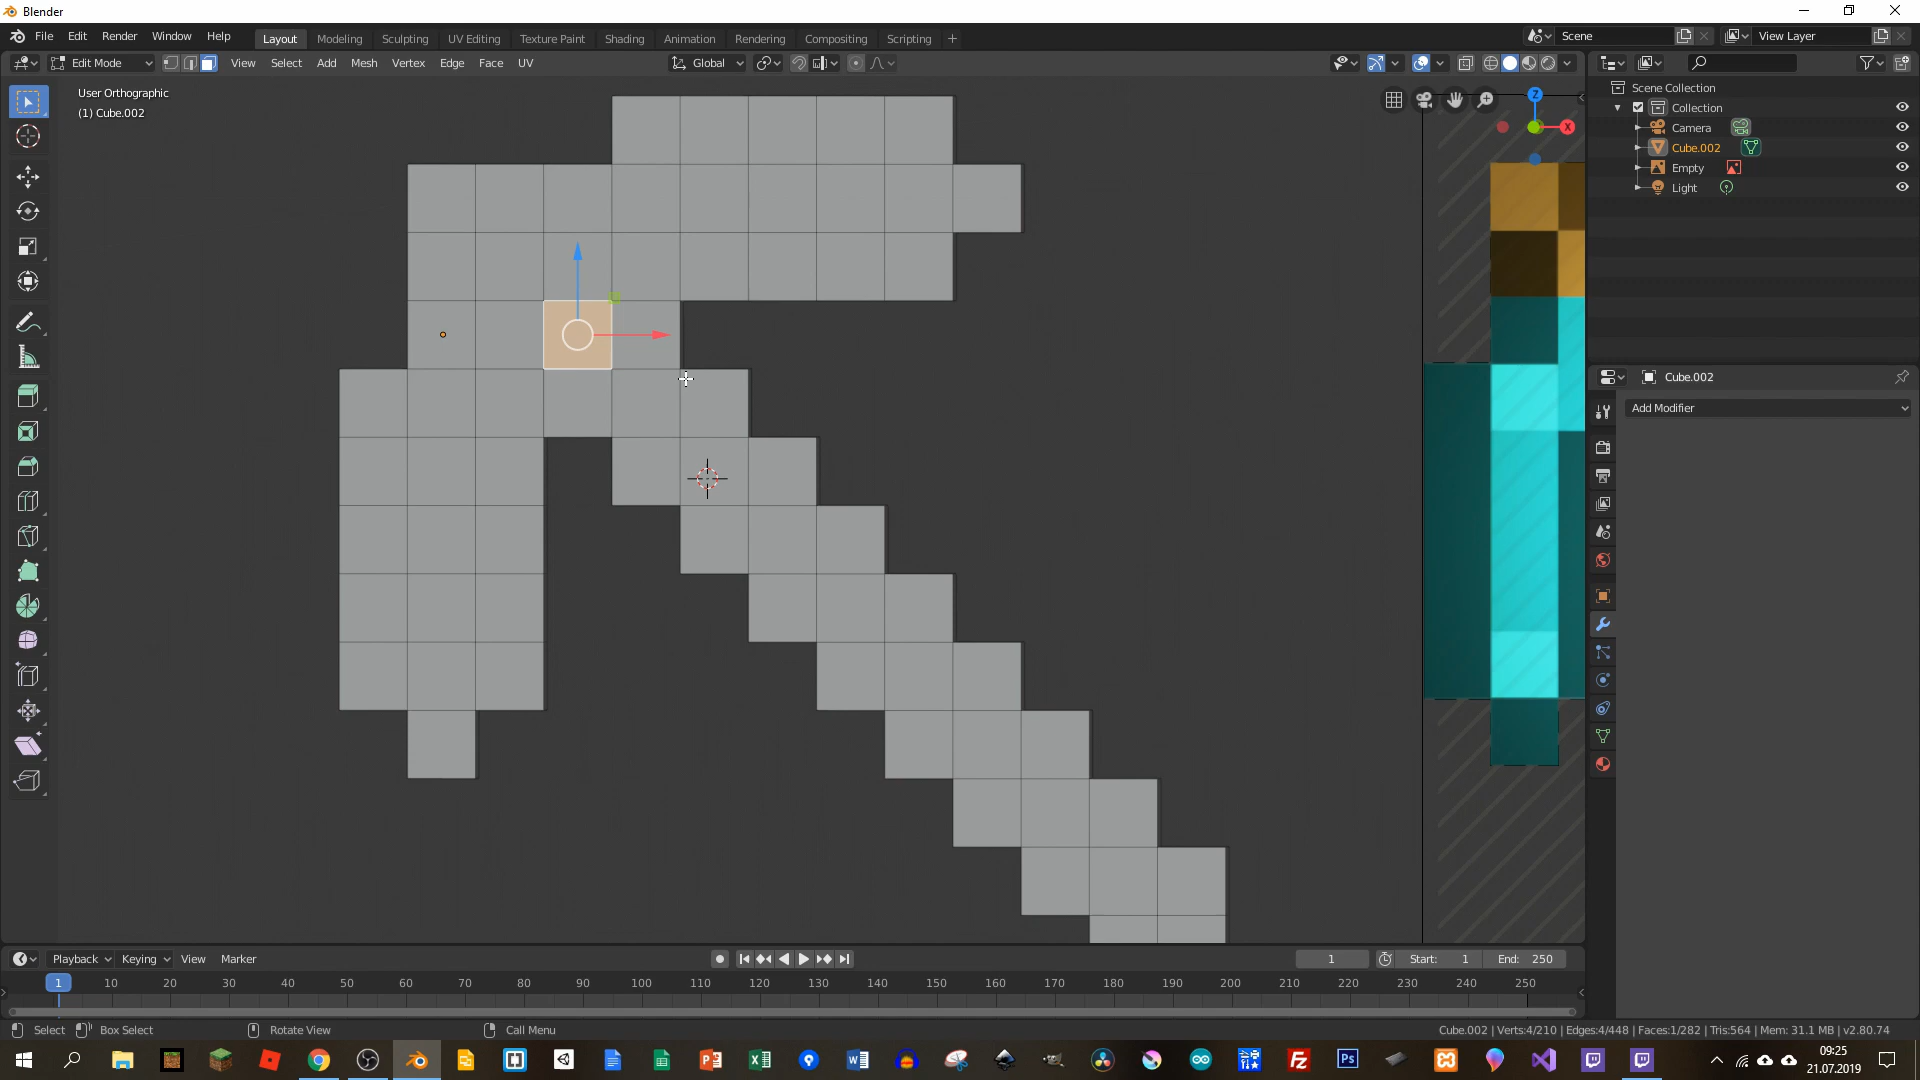 Blender
File Edit Render Window Help
Layout Modeling Sculpting UV Editing Texture Paint Shading Animation Rendering Compositing Scripting +
Scene View Layer
Edit Mode View Select Add Mesh Vertex Edge Face UV
Global
User Orthographic
(1) Cube.002
Z
X
Scene Collection
Collection
Camera
Cube.002
Empty
Light
Cube.002
Add Modifier
Playback Keying View Marker
1 Start: 1 End: 250
1 10 20 30 40 50 60 70 80 90 100 110 120 130 140 150 160 170 180 190 200 210 220 230 240 250
Select Box Select Rotate View Call Menu
Cube.002 | Verts:4/210 | Edges:4/448 | Faces:1/282 | Tris:564 | Mem: 31.1 MB | v2.80.74
09:25
21.07.2019